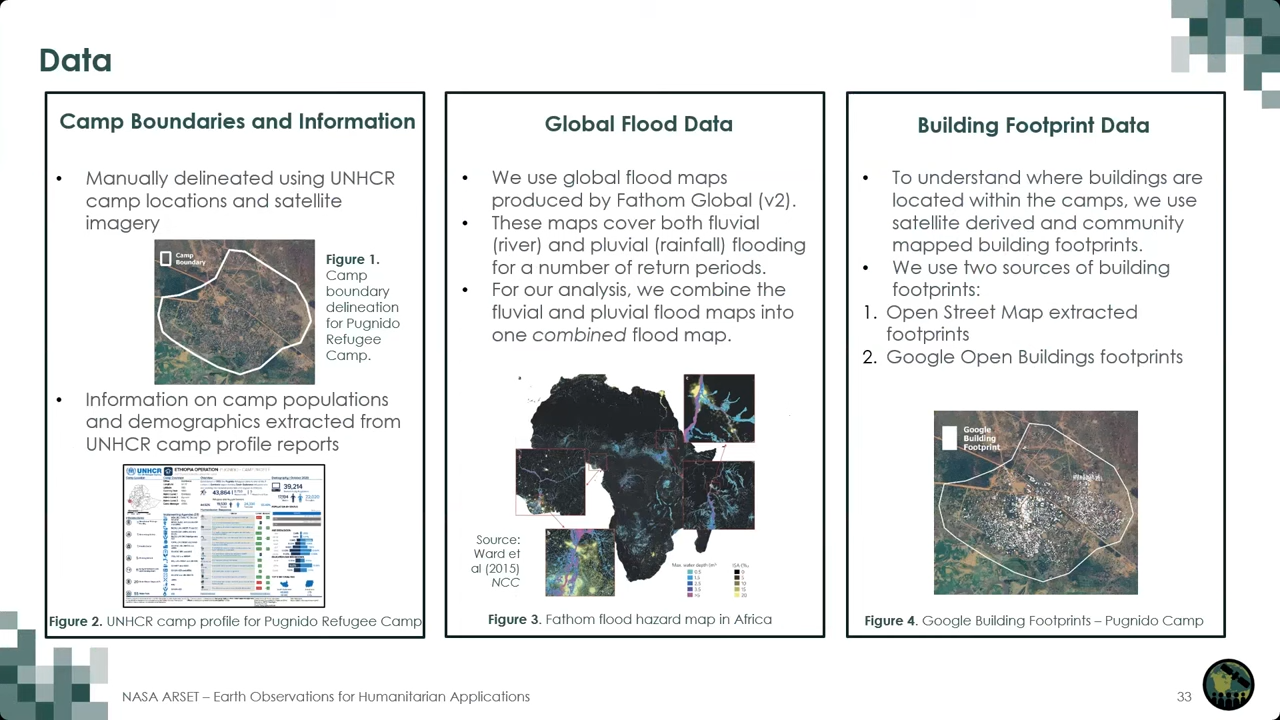 Data
Camp Boundaries and Information
• Manually delineated using UNHCR
camp locations and satellite
imagery
Camp
Boundary
Figure 1.
Camp
boundary
delineation
for Pugnido
Refugee
Camp.
• Information on camp populations
and demographics extracted from
UNHCR camp profile reports
UNHCR
ETHIOPIA OPERATION
43,864
39,214
Figure 2. UNHCR camp profile for Pugnido Refugee Camp
Global Flood Data
• We use global flood maps
produced by Fathom Global (v2).
• These maps cover both fluvial
(river) and pluvial (rainfall) flooding
for a number of return periods.
• For our analysis, we combine the
fluvial and pluvial flood maps into
one combined flood map.
Source:
Ward et
al (2015)
NCC
Figure 3. Fathom flood hazard map in Africa
Building Footprint Data
• To understand where buildings are
located within the camps, we use
satellite derived and community
mapped building footprints.
• We use two sources of building
footprints:
1. Open Street Map extracted
footprints
2. Google Open Buildings footprints
Google
Building
Footprint
Figure 4. Google Building Footprints – Pugnido Camp
NASA ARSET – Earth Observations for Humanitarian Applications
33